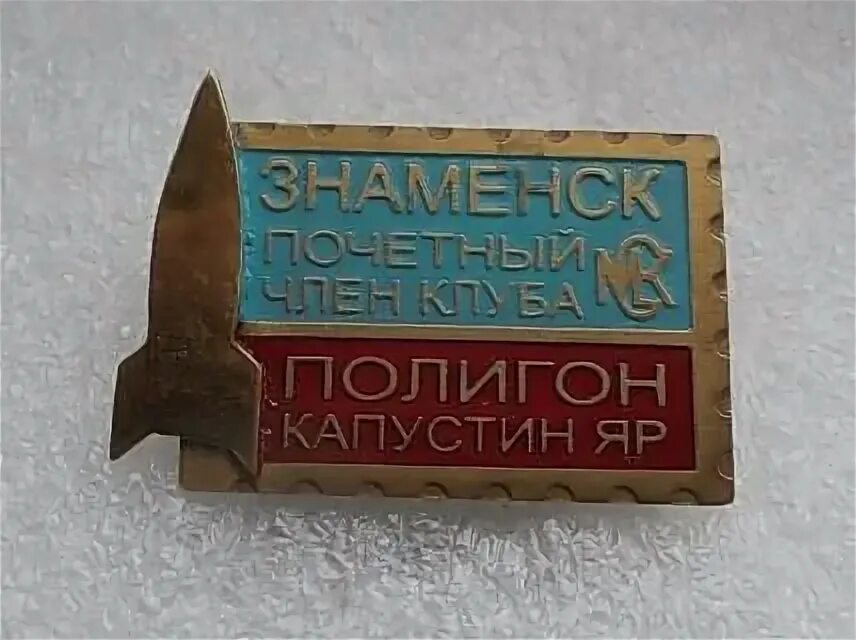 ЗНАМЕНСК
ПОЧЕТНЫЙ
ЧЛЕН КЛУБА
ПОЛИГОН
КАПУСТИН ЯР